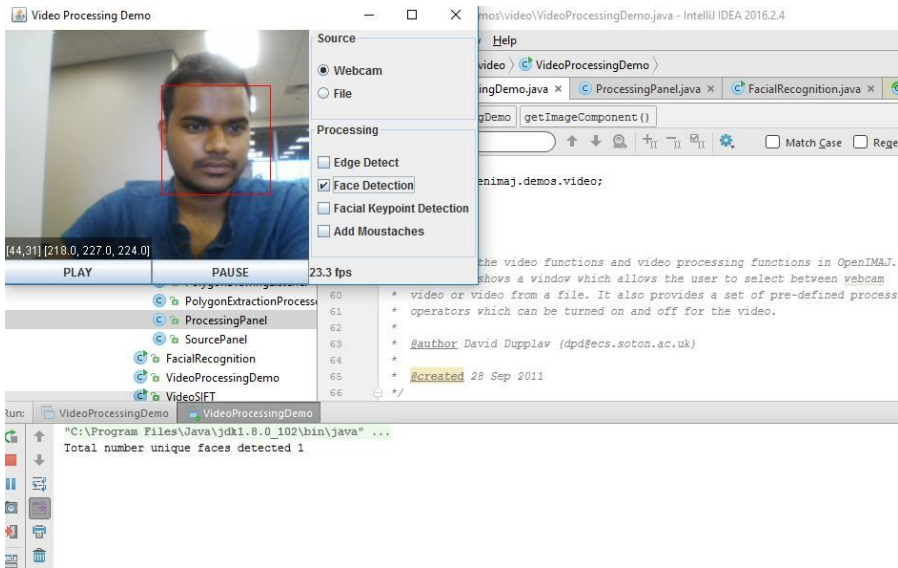 Video Processing Demo
Source
Webcam
File
Processing
Edge Detect
Face Detection
Facial Keypoint Detection
Add Moustaches
[44,31] [218.0, 227.0, 224.0]
PLAY PAUSE 23.3 fps
mos\video\VideoProcessingDemo.java - IntelliJ IDEA 2016.2.4
Help
video VideoProcessingDemo
ngDemo.java ProcessingPanel.java FacialRecognition.java
gDemo getImageComponent()
Match Case Rege
enimaj.demos.video;
the video functions and video processing functions in OpenIMAJ.
shows a window which allows the user to select between webcam
60 * video or video from a file. It also provides a set of pre-defined process
61 * operators which can be turned on and off for the video.
62 *
63 * @author David Dupplaw (dpd@ecs.soton.ac.uk)
64 *
65 * @created 28 Sep 2011
66 */
PolygonExtractionProcess
ProcessingPanel
SourcePanel
FacialRecognition
VideoProcessingDemo
VideoSIFT
Run: VideoProcessingDemo VideoProcessingDemo
"C:\Program Files\Java\jdk1.8.0_102\bin\java" ...
Total number unique faces detected 1